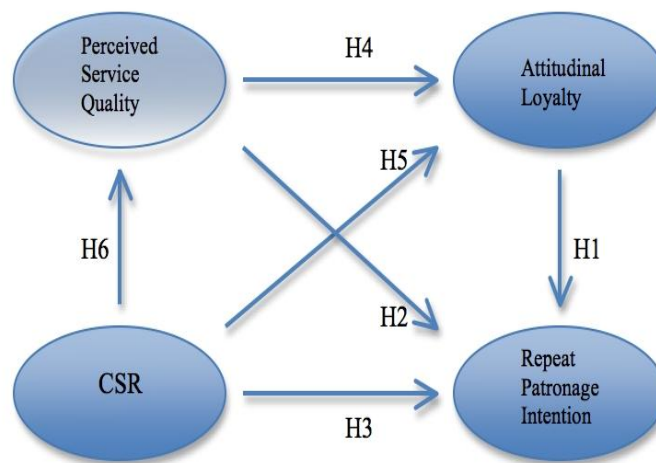 Perceived
Service
Quality
H4
Attitudinal
Loyalty
H5
H6
H1
H2
CSR
H3
Repeat
Patronage
Intention